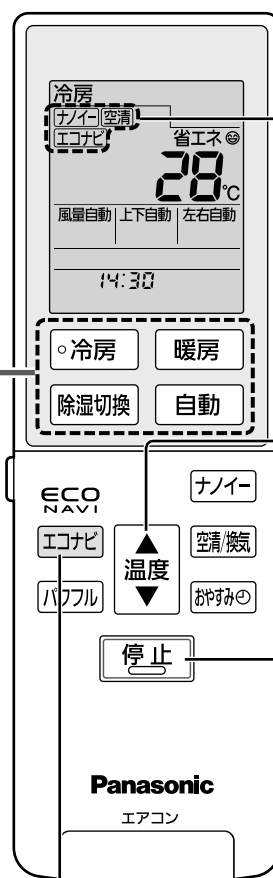 冷房
ナノイー 空清
エコナビ 省エネ
28℃
風量自動 上下自動 左右自動
14:30
冷房 暖房
除湿切換 自動
ECO NAVI
ナノイー
エコナビ
温度
空清/換気
パワフル
おやすみ
停止
Panasonic
エアコン